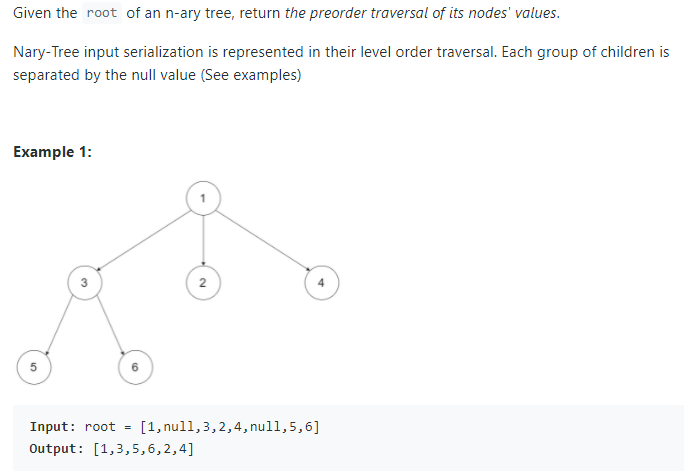 Given the root of an n-ary tree, return the preorder traversal of its nodes' values.
Nary-Tree input serialization is represented in their level order traversal. Each group of children is
separated by the null value (See examples)
Example 1:
1
3
2
4
5
6
Input: root = [1,null,3,2,4,null,5,6]
Output: [1,3,5,6,2,4]